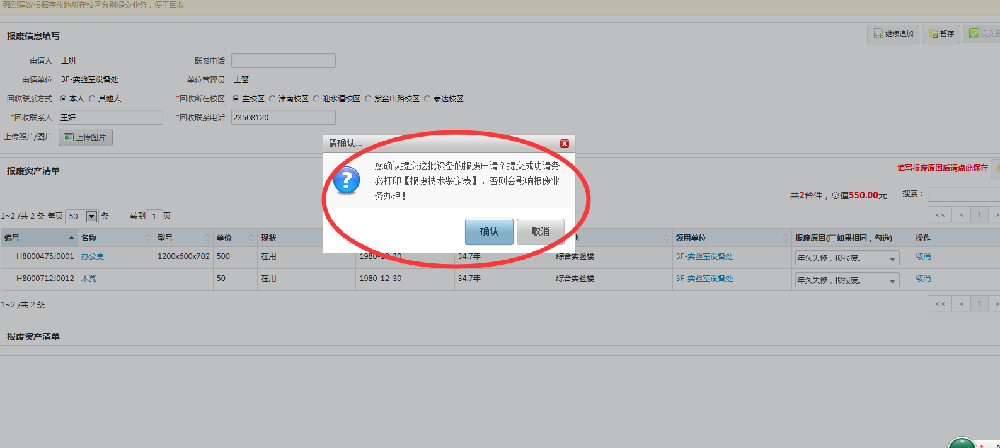 强烈建议根据存放地所在校区分别提交业务，便于回收
报废信息填写
继续追加
暂存
提交报
申请人 王妍 联系电话
申请单位 3F-实验室设备处 单位管理员 王攀
回收联系方式 本人 其他人 *回收所在校区 主校区 津南校区 迎水道校区 紫金山路校区 泰达校区
*回收联系人 王妍 *回收联系电话 23508120
上传照片/图片 上传图片
请确认...
您确认提交这批设备的报废申请？提交成功请务
必打印【报废技术鉴定表】，否则会影响报废业
务办理！
确认 取消
报废资产清单
填写报废原因后请点此保存
共2台件，总值550.00元 搜索：
1~2 /共 2 条 每页 50 条 转到 1 页
<< < 1 >
编号 名称 型号 单价 现状 地 领用单位 报废原因(如果相同，勾选) 操作
H8000475J0001 办公桌 1200x600x702 500 在用 1980-12-30 34.7年 综合实验楼 3F-实验室设备处 年久失修，拟报废。 取消
H8000712J0012 木凳 50 在用 1980-12-30 34.7年 综合实验楼 3F-实验室设备处 年久失修，拟报废。 取消
1~2 /共 2 条
<< < 1 >
报废资产清单